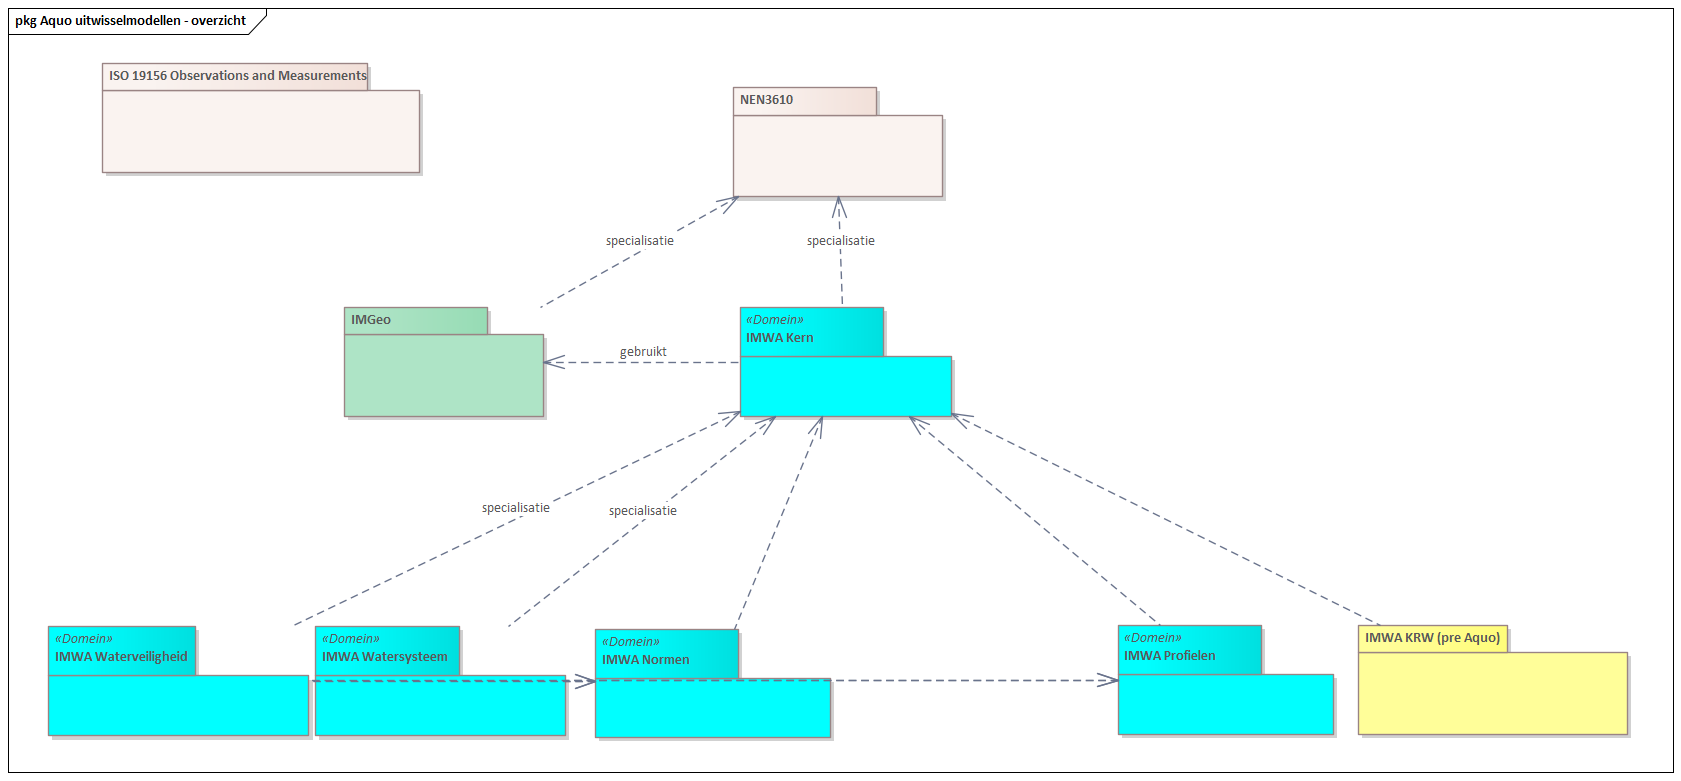 pkg Aquo uitwisselmodellen - overzicht
ISO 19156 Observations and Measurements
NEN3610
specialisatie
specialisatie
IMGeo
«Domein»
IMWA Kern
gebruikt
specialisatie
specialisatie
«Domein»
IMWA Waterveiligheid
«Domein»
IMWA Watersysteem
«Domein»
IMWA Normen
«Domein»
IMWA Profielen
IMWA KRW (pre Aquo)